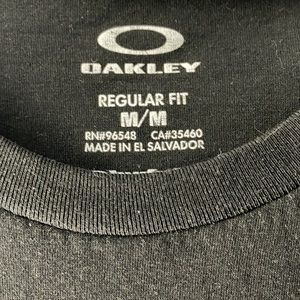 OAKLEY
REGULAR FIT
M/M
RN#96548 CA#35460
MADE IN EL SALVADOR